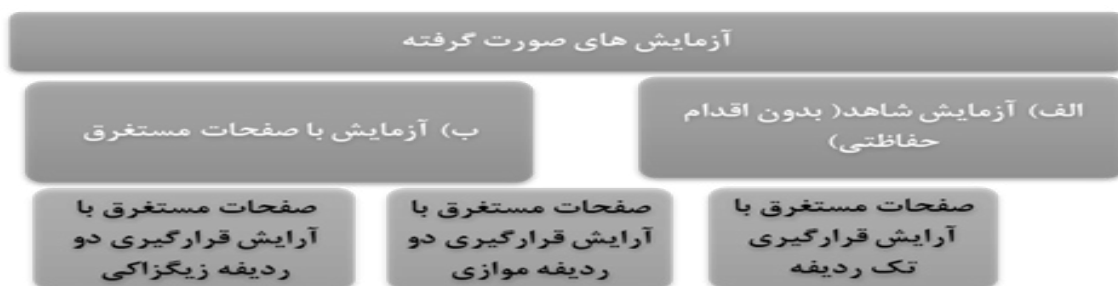 آزمایش های صورت گرفته
الف) آزمایش شاهد( بدون اقدام
حفاظتی)
ب) آزمایش با صفحات مستغرق
صفحات مستغرق با
آرایش قرارگیری
تک ردیفه
صفحات مستغرق با
آرایش قرارگیری دو
ردیفه موازی
صفحات مستغرق با
آرایش قرارگیری دو
ردیفه زیگزاکی